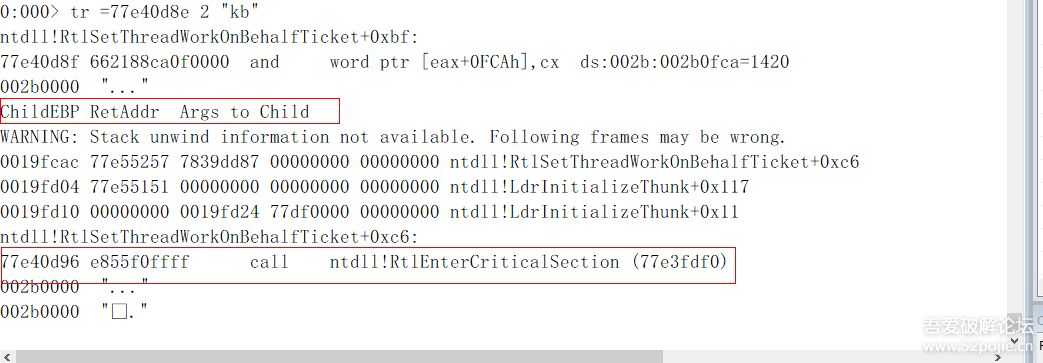 0:000> tr =77e40d8e 2 "kb"
ntdll!RtlSetThreadWorkOnBehalfTicket+0xbf:
77e40d8f 662188ca0f0000  and     word ptr [eax+0FCAh],cx  ds:002b:002b0fca=1420
002b0000  "..."
ChildEBP RetAddr  Args to Child
WARNING: Stack unwind information not available. Following frames may be wrong.
0019fcac 77e55257 7839dd87 00000000 00000000 ntdll!RtlSetThreadWorkOnBehalfTicket+0xc6
0019fd04 77e55151 00000000 00000000 00000000 ntdll!LdrInitializeThunk+0x117
0019fd10 00000000 0019fd24 77df0000 00000000 ntdll!LdrInitializeThunk+0x11
ntdll!RtlSetThreadWorkOnBehalfTicket+0xc6:
77e40d96 e855f0ffff      call    ntdll!RtlEnterCriticalSection (77e3fdf0)
002b0000  "..."
002b0000  "□."
吾爱破解论坛
www.52pojie.cn